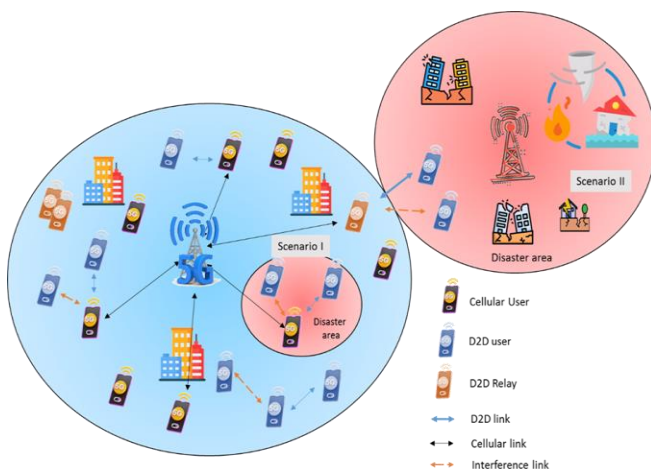 Scenario II
Disaster area
5G
Scenario I
Disaster
area
Cellular User
D2D user
D2D Relay
D2D link
Cellular link
Interference link